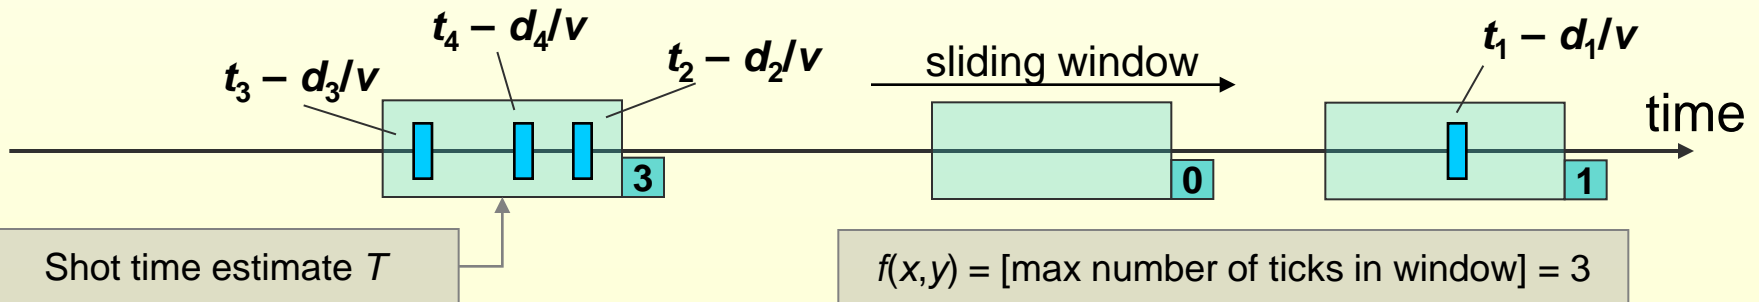 t₄ – d₄/v
t₃ – d₃/v
t₂ – d₂/v
sliding window
t₁ – d₁/v
time
3
0
1
Shot time estimate T
f(x,y) = [max number of ticks in window] = 3